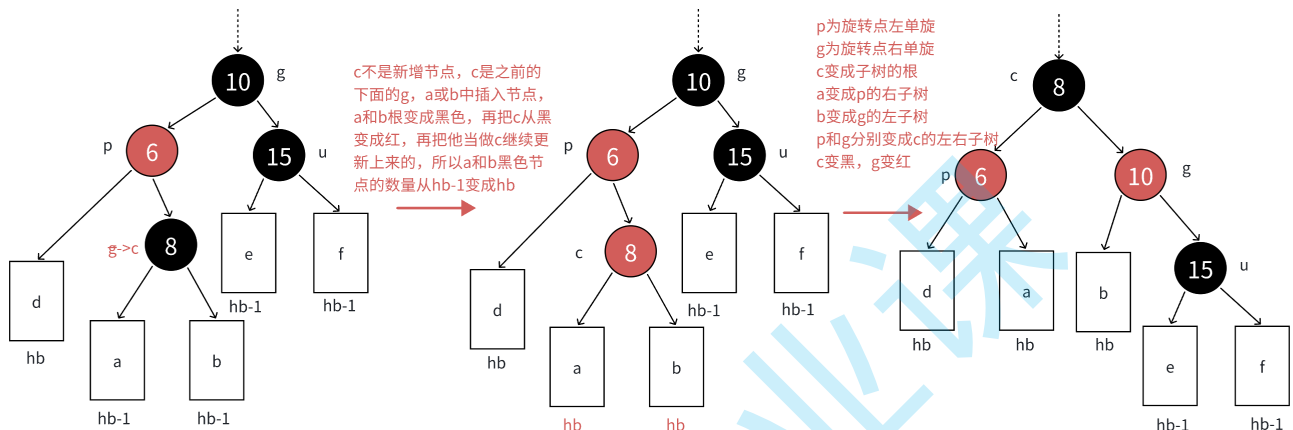 10
g
p
6
15
u
g->c
8
e
f
hb-1
hb-1
d
hb
a
b
hb-1
hb-1
c不是新增节点，c是之前的
下面的g，a或b中插入节点，
a和b根变成黑色，再把c从黑
变成红，再把他当做c继续更
新上来的，所以a和b黑色节
点的数量从hb-1变成hb
10
g
p
6
15
u
c
8
e
f
hb-1
hb-1
d
hb
a
b
hb
hb
p为旋转点左单旋
g为旋转点右单旋
c变成子树的根
a变成p的右子树
b变成g的左子树
p和g分别变成c的左右子树
c变黑，g变红
c
8
p
6
10
g
d
a
b
15
u
hb
hb
hb
e
f
hb-1
hb-1
业课